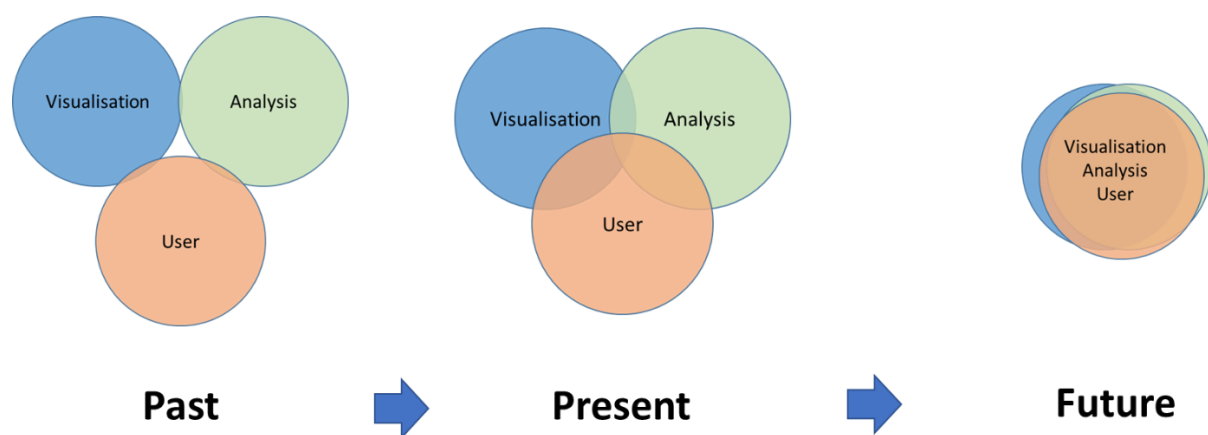 Visualisation
Analysis
User
Visualisation
Analysis
User
Visualisation
Analysis
User
Past
Present
Future